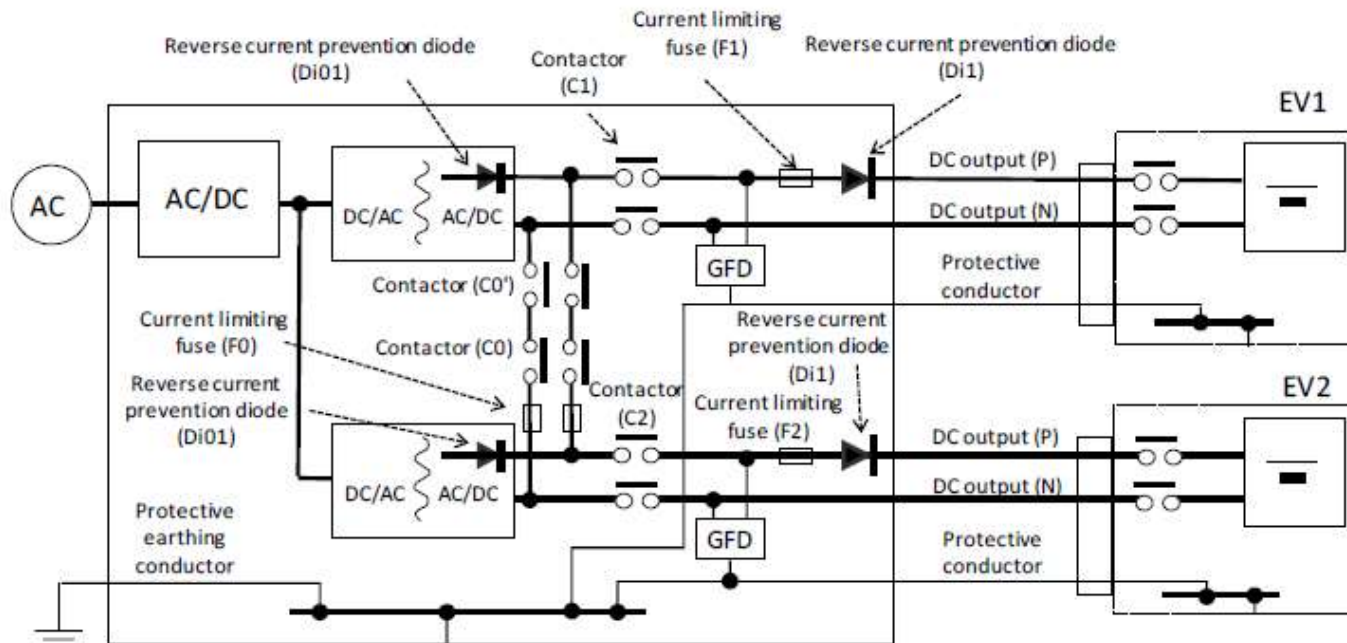 Reverse current prevention diode
(Di01)
Contactor
(C1)
Current limiting
fuse (F1)
Reverse current prevention diode
(Di1)
EV1
AC
AC/DC
DC/AC
AC/DC
DC output (P)
DC output (N)
GFD
Protective
conductor
Contactor (C0')
Current limiting
fuse (F0)
Contactor (C0)
Reverse current
prevention diode
(Di1)
Reverse current
prevention diode
(Di01)
Contactor
(C2)
Current limiting
fuse (F2)
EV2
DC output (P)
DC/AC
AC/DC
DC output (N)
GFD
Protective
earthing
conductor
Protective
conductor